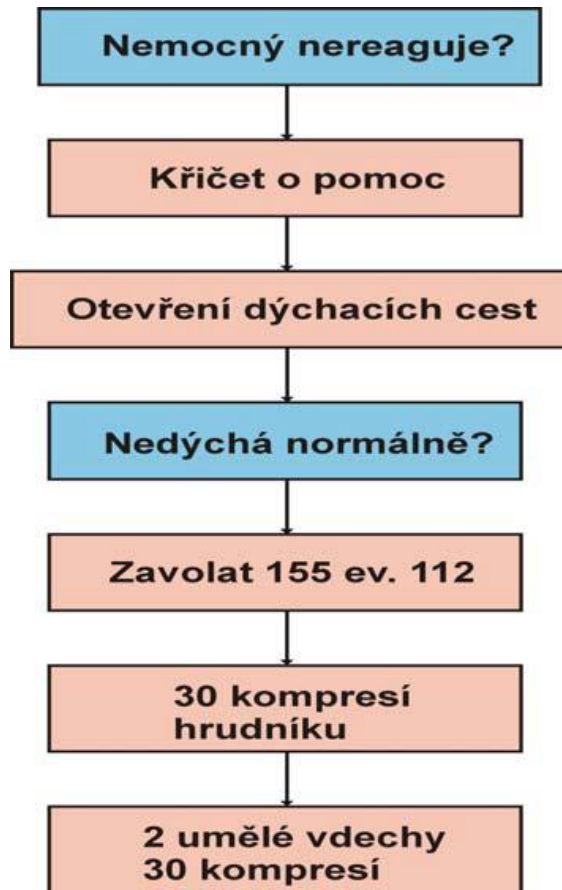 Nemocný nereaguje?
Křičet o pomoc
Otevření dýchacích cest
Nedýchá normálně?
Zavolat 155 ev. 112
30 kompresí
hrudníku
2 umělé vdechy
30 kompresí